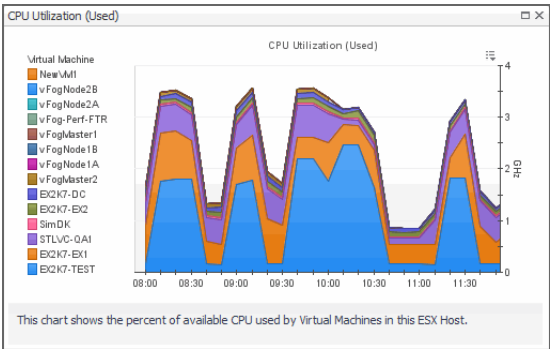 CPU Utilization (Used)
CPU Utilization (Used)
Virtual Machine
NewVM1
vFogNode2B
vFogNode2A
vFog-Perf-FTR
vFogMaster1
vFogNode1B
vFogNode1A
vFogMaster2
EX2K7-DC
EX2K7-EX2
SimDK
STLVC-QA1
EX2K7-EX1
EX2K7-TEST
4
3
2
1
0
GHz
08:00 08:30 09:00 09:30 10:00 10:30 11:00 11:30
This chart shows the percent of available CPU used by Virtual Machines in this ESX Host.